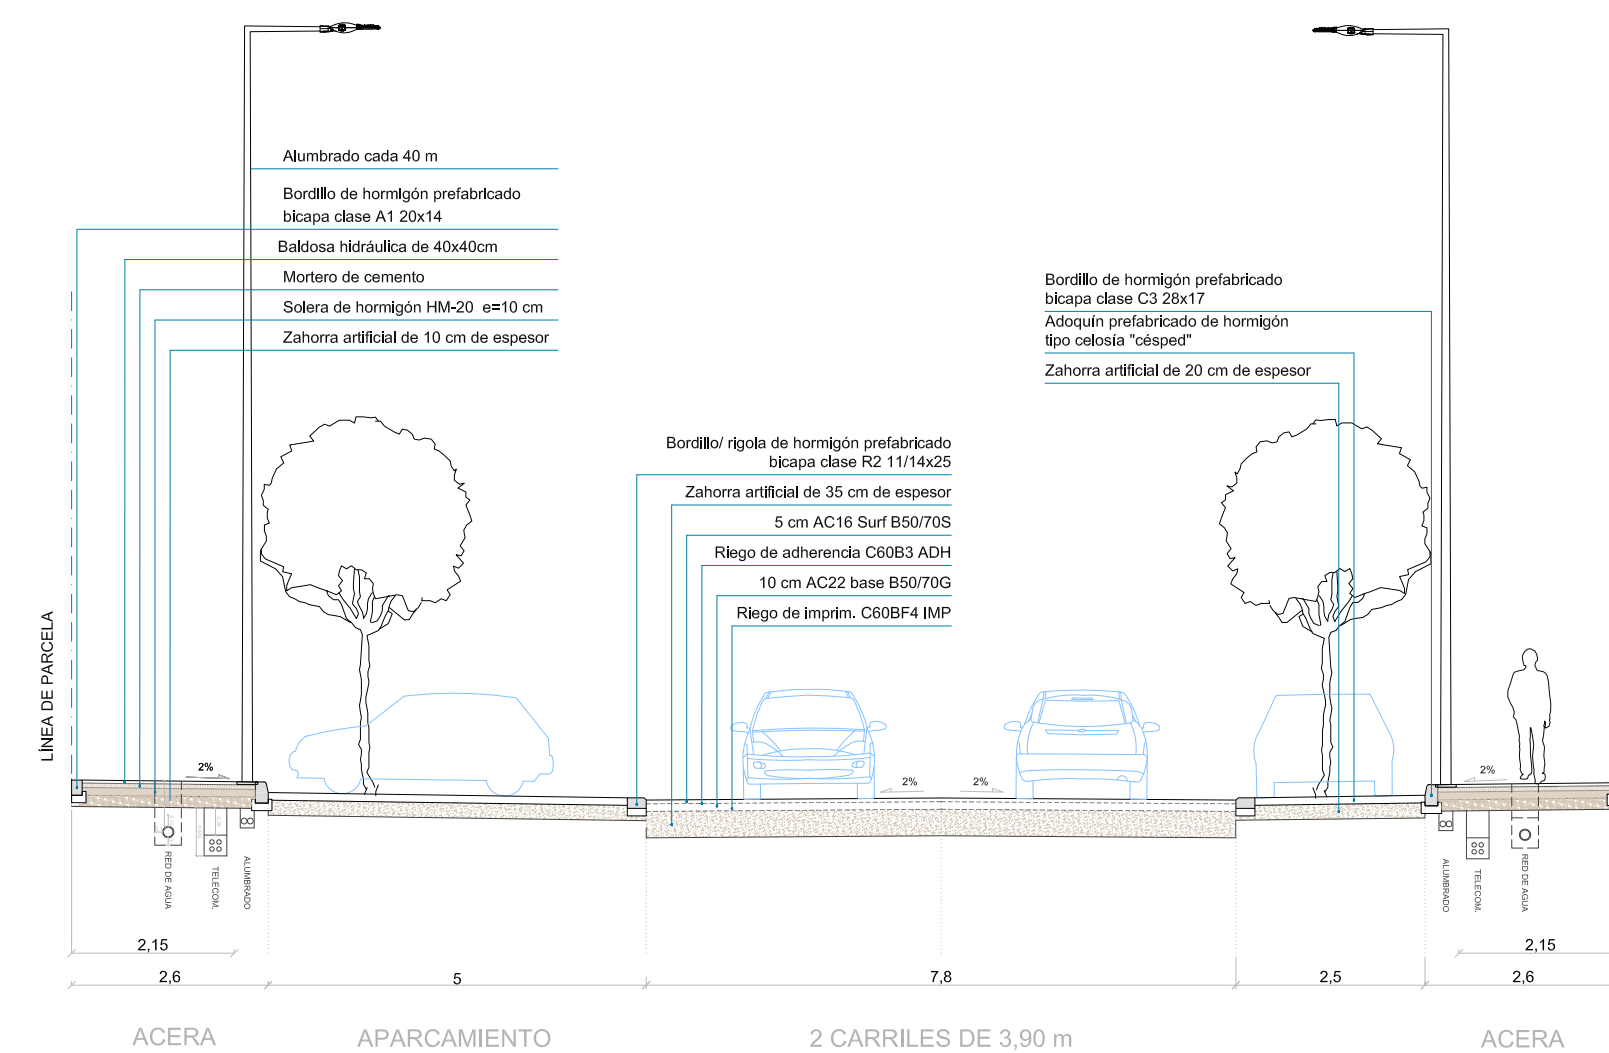 Alumbrado cada 40 m
Bordillo de hormigón prefabricado
bicapa clase A1 20x14
Baldosa hidráulica de 40x40cm
Mortero de cemento
Solera de hormigón HM-20 e=10 cm
Zahorra artificial de 10 cm de espesor
Bordillo de hormigón prefabricado
bicapa clase C3 28x17
Adoquín prefabricado de hormigón
tipo celosía "césped"
Zahorra artificial de 20 cm de espesor
Bordillo/ rigola de hormigón prefabricado
bicapa clase R2 11/14x25
Zahorra artificial de 35 cm de espesor
5 cm AC16 Surf B50/70S
Riego de adherencia C60B3 ADH
10 cm AC22 base B50/70G
Riego de imprim. C60BF4 IMP
LÍNEA DE PARCELA
2%
2%
2%
2%
RED DE AGUA
TELECOM.
ALUMBRADO
ALUMBRADO
TELECOM.
RED DE AGUA
2,15
2,15
2,6
5
7,8
2,5
2,6
ACERA
APARCAMIENTO
2 CARRILES DE 3,90 m
ACERA